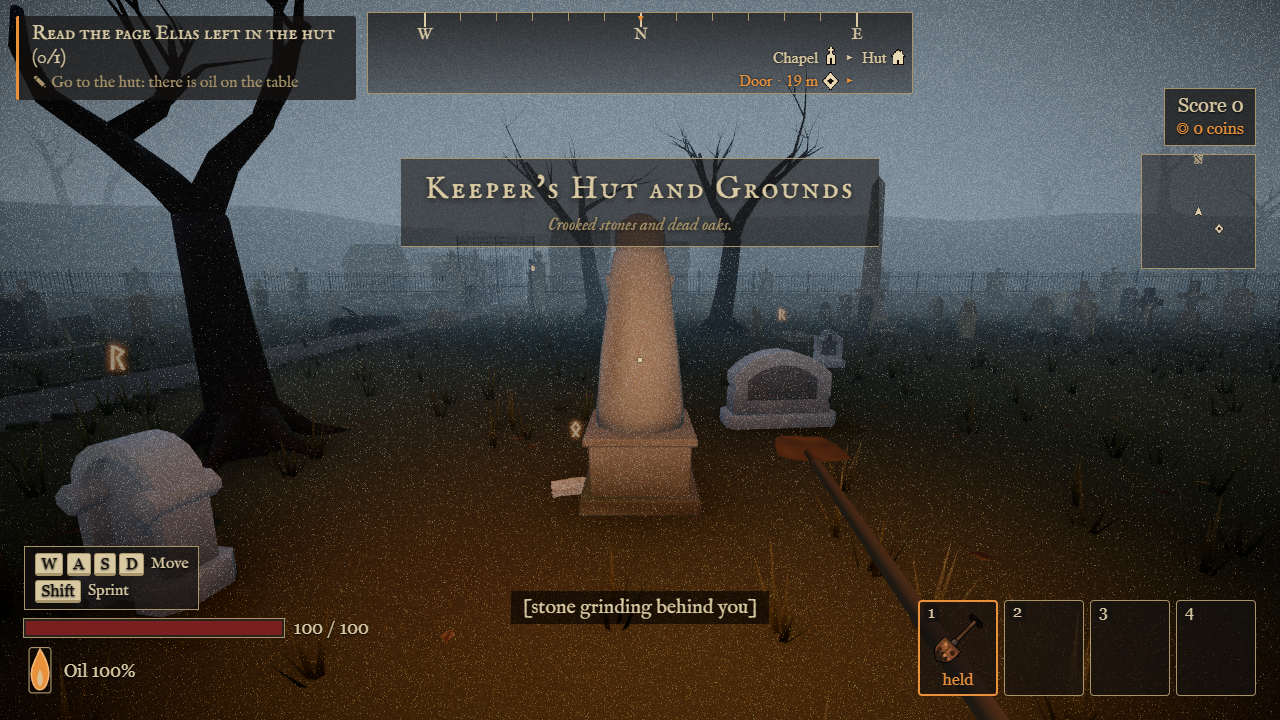 Read the page Elias left in the hut
(0/1)
Go to the hut: there is oil on the table
W N E
Chapel Hut
Door · 19 m
Score 0
0 coins
N
Keeper's Hut and Grounds
Crooked stones and dead oaks.
ᚱ
ᚱ
ᛟ
W A S D Move
Shift Sprint
[stone grinding behind you]
100 / 100
Oil 100%
1 2 3 4
held